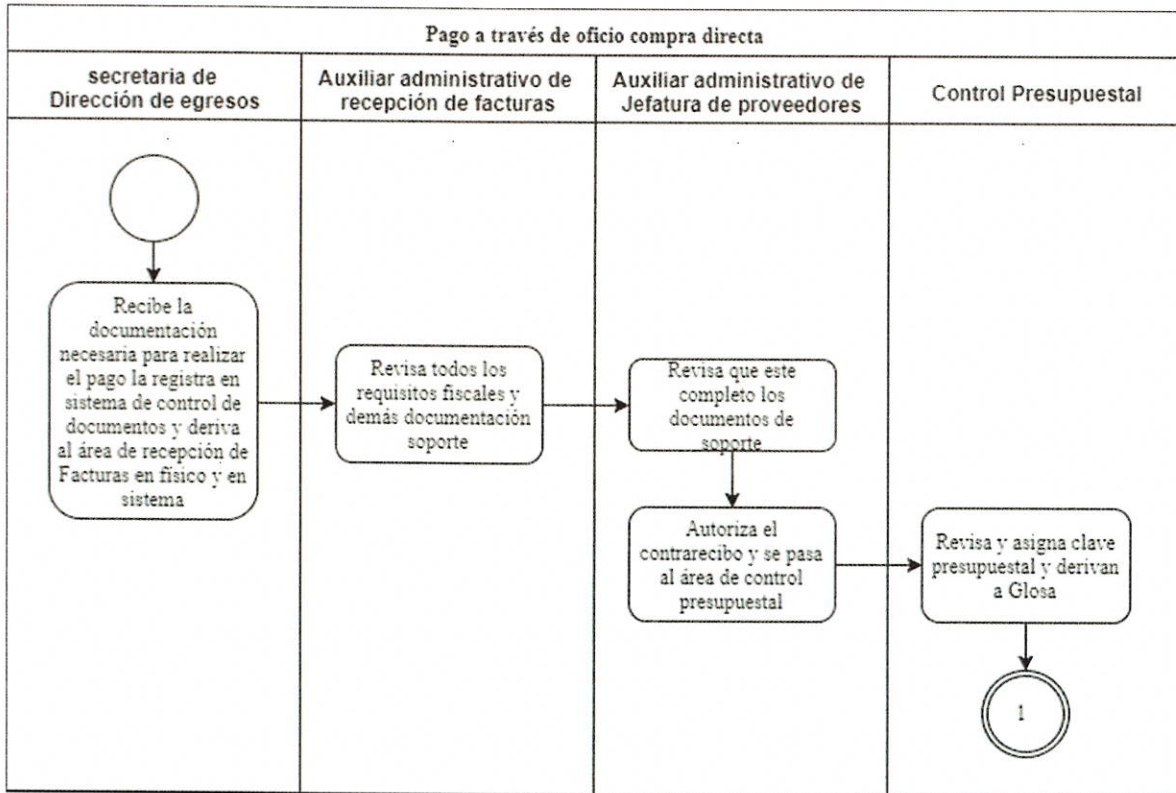 Pago a través de oficio compra directa
secretaria de
Dirección de egresos
Auxiliar administrativo de
recepción de facturas
Auxiliar administrativo de
Jefatura de proveedores
Control Presupuestal
Recibe la
documentación
necesaria para realizar
el pago la registra en
sistema de control de
documentos y deriva
al área de recepción de
Facturas en físico y en
sistema
Revisa todos los
requisitos fiscales y
demás documentación
soporte
Revisa que este
completo los
documentos de
soporte
Autoriza el
contrarecibo y se pasa
al área de control
presupuestal
Revisa y asigna clave
presupuestal y derivan
a Glosa
1